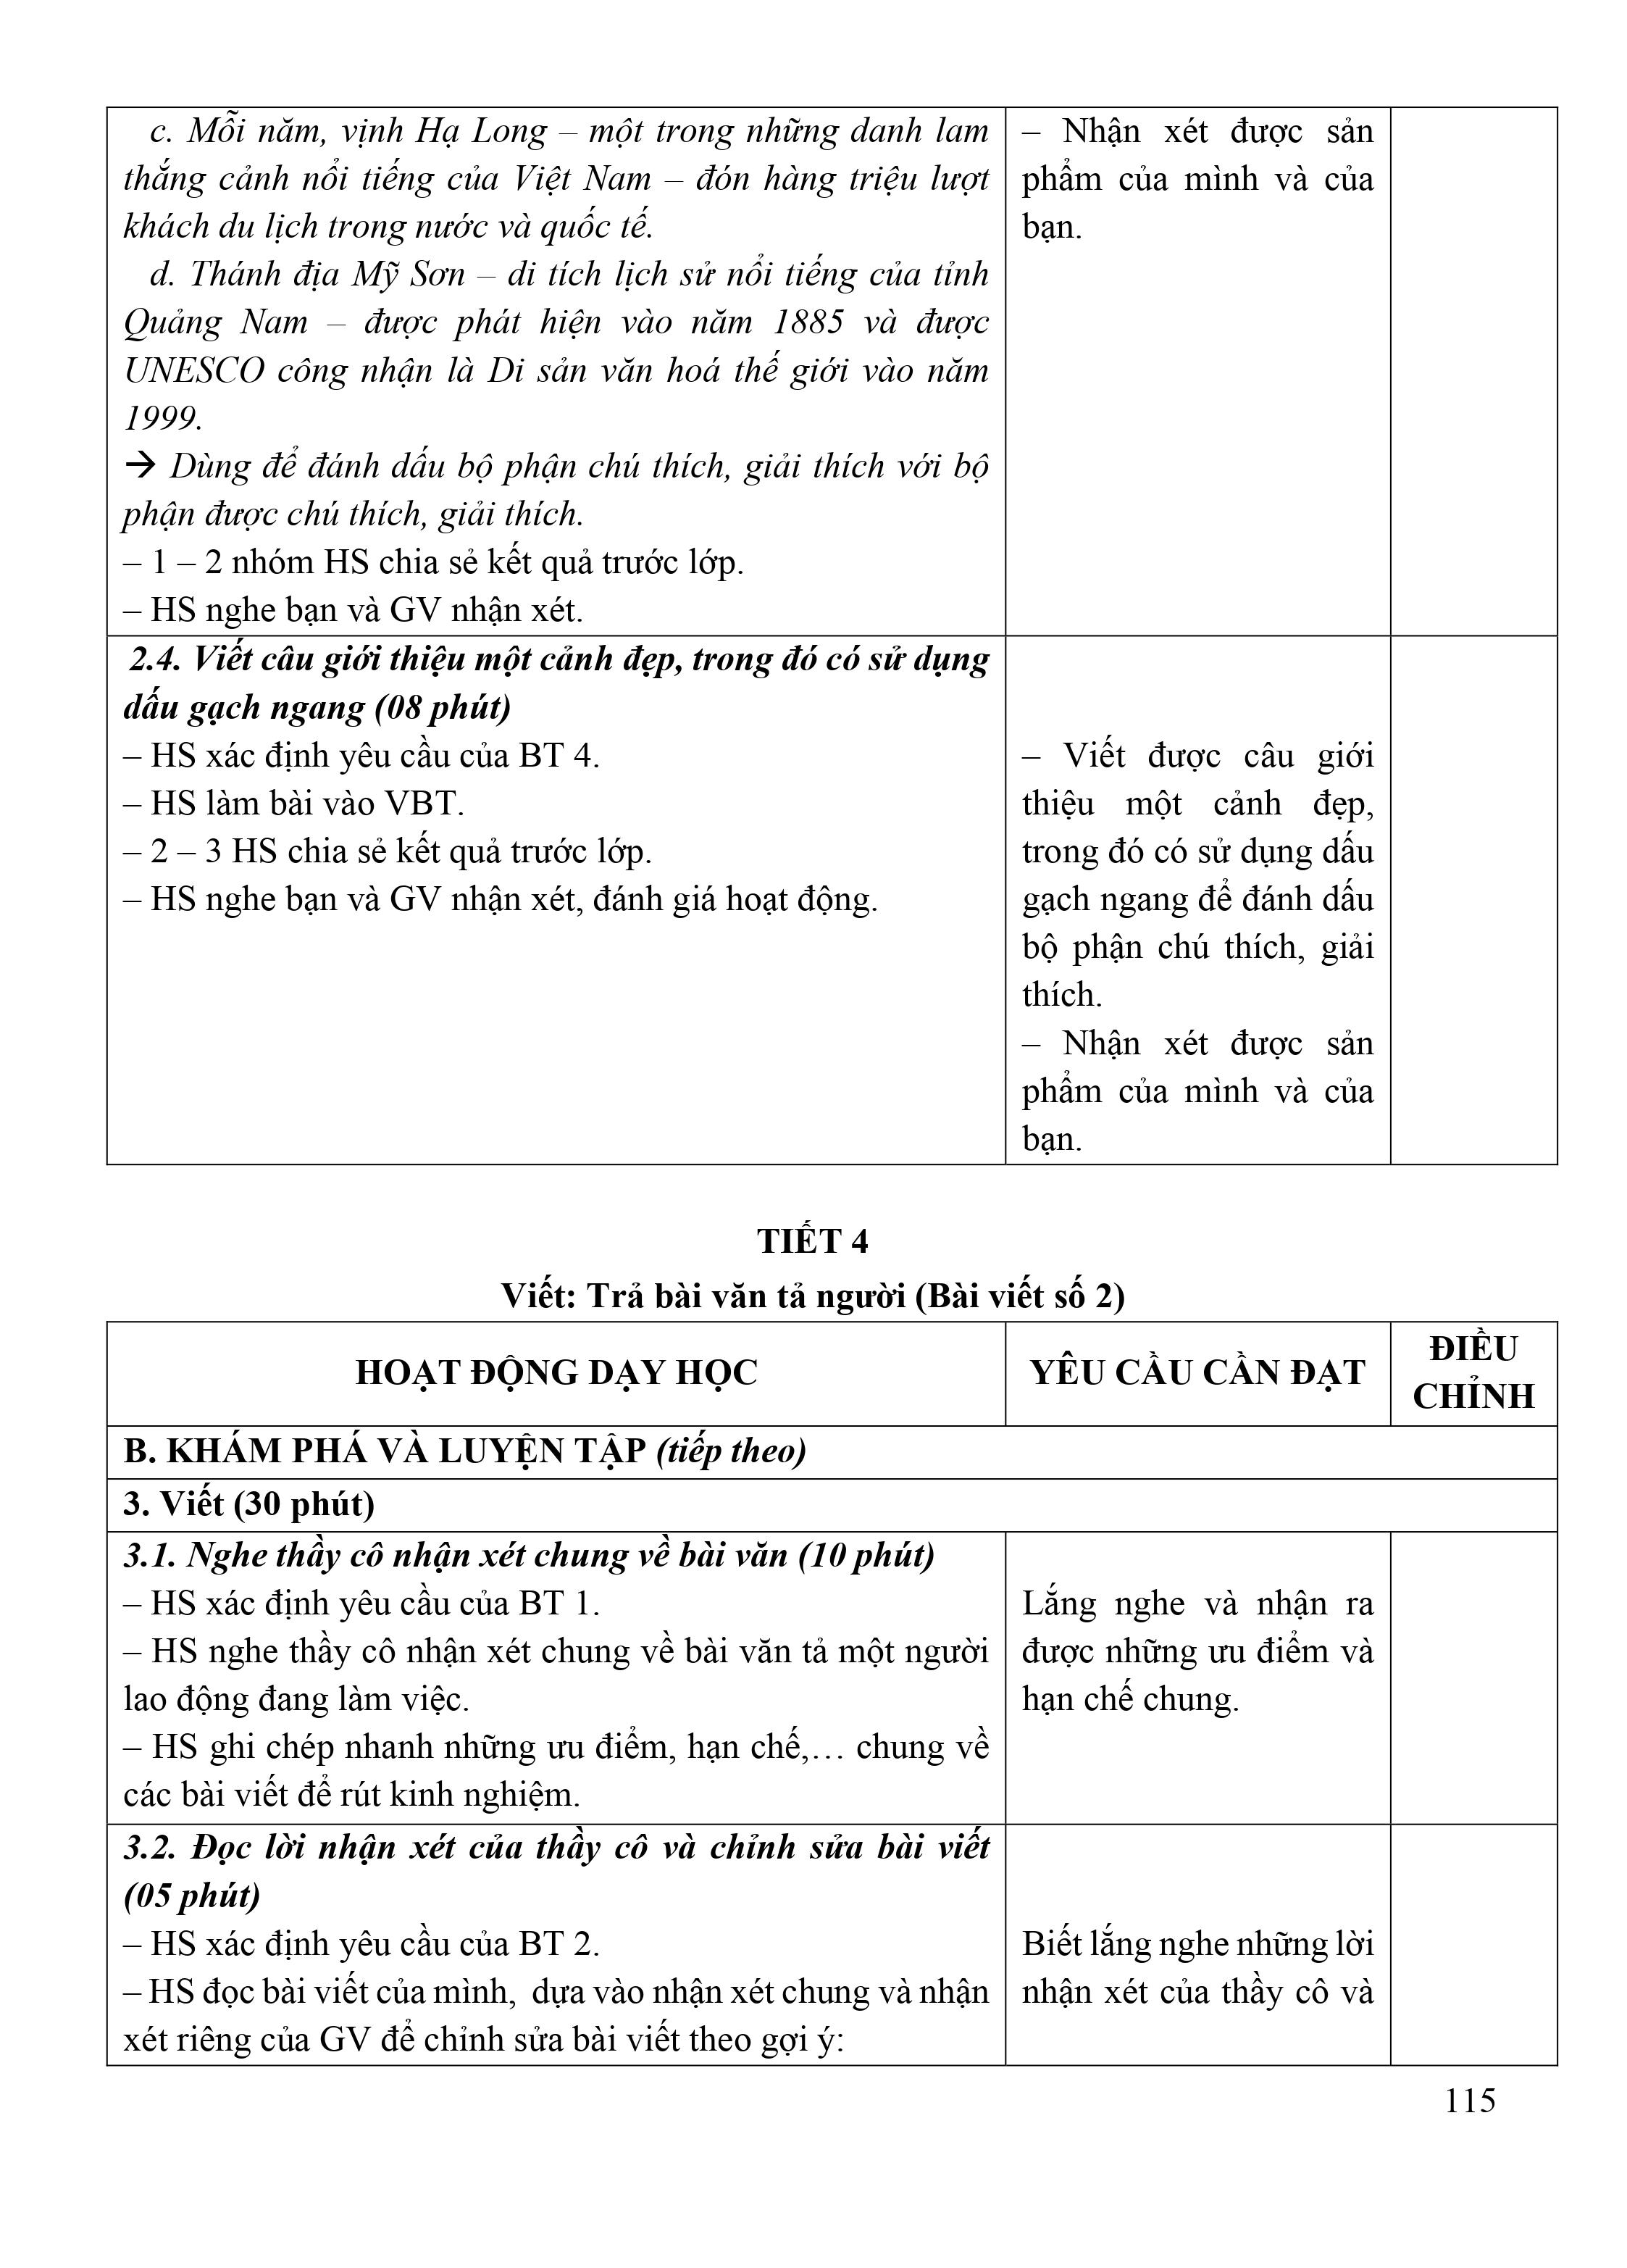 c. Mỗi năm, vịnh Hạ Long – một trong những danh lam
thắng cảnh nổi tiếng của Việt Nam – đón hàng triệu lượt
khách du lịch trong nước và quốc tế.
d. Thánh địa Mỹ Sơn – di tích lịch sử nổi tiếng của tỉnh
Quảng Nam – được phát hiện vào năm 1885 và được
UNESCO công nhận là Di sản văn hoá thế giới vào năm
1999.
→ Dùng để đánh dấu bộ phận chú thích, giải thích với bộ
phận được chú thích, giải thích.
– 1 – 2 nhóm HS chia sẻ kết quả trước lớp.
– HS nghe bạn và GV nhận xét.
– Nhận xét được sản
phẩm của mình và của
bạn.
2.4. Viết câu giới thiệu một cảnh đẹp, trong đó có sử dụng
dấu gạch ngang (08 phút)
– HS xác định yêu cầu của BT 4.
– HS làm bài vào VBT.
– 2 – 3 HS chia sẻ kết quả trước lớp.
– HS nghe bạn và GV nhận xét, đánh giá hoạt động.
– Viết được câu giới
thiệu một cảnh đẹp,
trong đó có sử dụng dấu
gạch ngang để đánh dấu
bộ phận chú thích, giải
thích.
– Nhận xét được sản
phẩm của mình và của
bạn.
TIẾT 4
Viết: Trả bài văn tả người (Bài viết số 2)
HOẠT ĐỘNG DẠY HỌC
YÊU CẦU CẦN ĐẠT
ĐIỀU
CHỈNH
B. KHÁM PHÁ VÀ LUYỆN TẬP (tiếp theo)
3. Viết (30 phút)
3.1. Nghe thầy cô nhận xét chung về bài văn (10 phút)
– HS xác định yêu cầu của BT 1.
– HS nghe thầy cô nhận xét chung về bài văn tả một người
lao động đang làm việc.
– HS ghi chép nhanh những ưu điểm, hạn chế,… chung về
các bài viết để rút kinh nghiệm.
Lắng nghe và nhận ra
được những ưu điểm và
hạn chế chung.
3.2. Đọc lời nhận xét của thầy cô và chỉnh sửa bài viết
(05 phút)
– HS xác định yêu cầu của BT 2.
– HS đọc bài viết của mình, dựa vào nhận xét chung và nhận
xét riêng của GV để chỉnh sửa bài viết theo gợi ý:
Biết lắng nghe những lời
nhận xét của thầy cô và
115